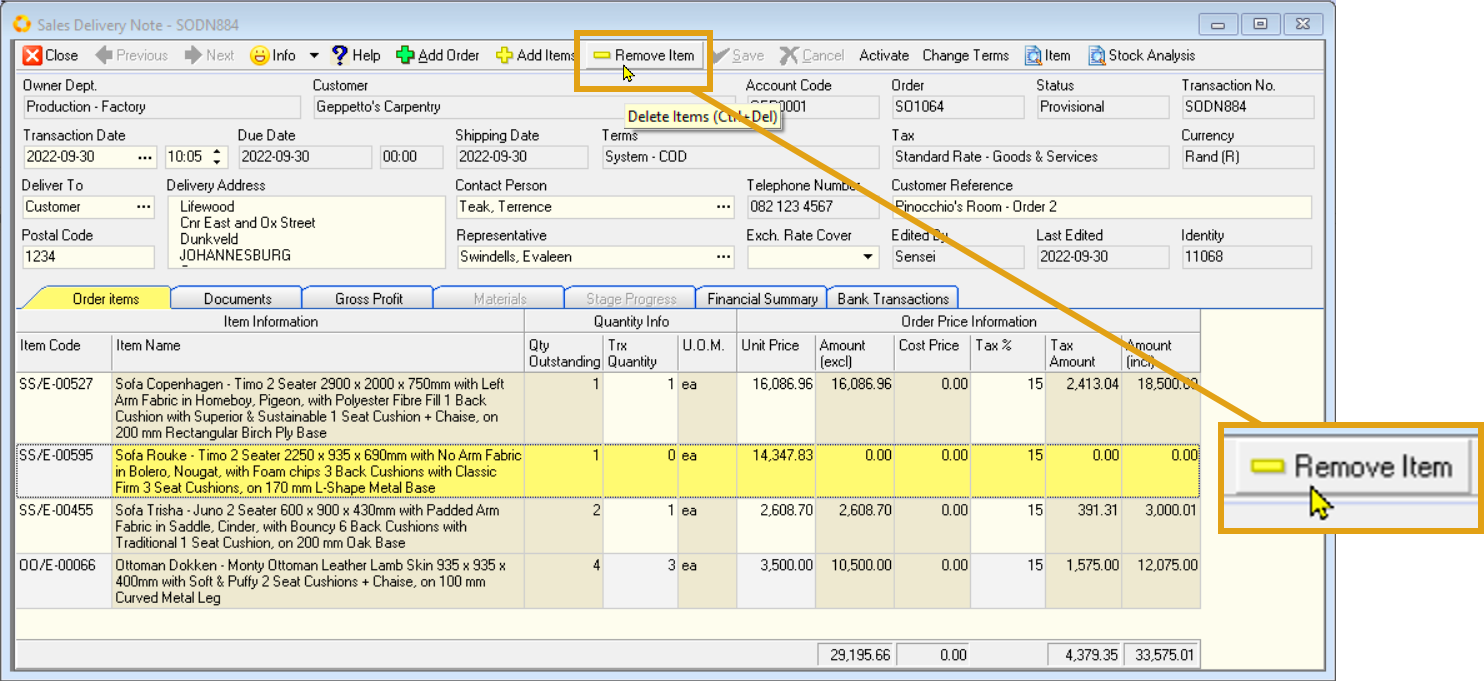 Sales Delivery Note - SODN884
Close Previous Next Info Help Add Order Add Items Remove Item Save Cancel Activate Change Terms Item Stock Analysis
Owner Dept. Customer Account Code Order Status Transaction No.
Production - Factory Geppetto's Carpentry 0001 SO1064 Provisional SODN884
Delete Items (Ctrl+Del)
Transaction Date Due Date Shipping Date Terms Tax Currency
2022-09-30 ... 10:05 2022-09-30 00:00 2022-09-30 System - COD Standard Rate - Goods & Services Rand (R)
Deliver To Delivery Address Contact Person Telephone Number Customer Reference
Customer ... Lifewood Teak, Terrence ... 082 123 4567 Pinocchio's Room - Order 2
Cnr East and Ox Street
Postal Code Dunkveld Representative Exch. Rate Cover Edited By Last Edited Identity
1234 JOHANNESBURG Swindells, Evaleen ... Sensei 2022-09-30 11068
Order items Documents Gross Profit Materials Stage Progress Financial Summary Bank Transactions
Item Information Quantity Info Order Price Information
Item Code Item Name Qty Trx U.O.M. Unit Price Amount Cost Price Tax % Tax Amount
Outstanding Quantity (excl) Amount (incl)
SS/E-00527 Sofa Copenhagen - Timo 2 Seater 2900 x 2000 x 750mm with Left 1 1 ea 16,086.96 16,086.96 0.00 15 2,413.04 18,500.00
Arm Fabric in Homeboy, Pigeon, with Polyester Fibre Fill 1 Back
Cushion with Superior & Sustainable 1 Seat Cushion + Chaise, on
200 mm Rectangular Birch Ply Base
SS/E-00595 Sofa Rouke - Timo 2 Seater 2250 x 935 x 690mm with No Arm Fabric 1 0 ea 14,347.83 0.00 0.00 15 0.00 0.00
in Bolero, Nougat, with Foam chips 3 Back Cushions with Classic
Firm 3 Seat Cushions, on 170 mm L-Shape Metal Base
SS/E-00455 Sofa Trisha - Juno 2 Seater 600 x 900 x 430mm with Padded Arm 2 1 ea 2,608.70 2,608.70 0.00 15 391.31 3,000.01
Fabric in Saddle, Cinder, with Bouncy 6 Back Cushions with
Traditional 1 Seat Cushion, on 200 mm Oak Base
OO/E-00066 Ottoman Dokken - Monty Ottoman Leather Lamb Skin 935 x 935 x 4 3 ea 3,500.00 10,500.00 0.00 15 1,575.00 12,075.00
400mm with Soft & Puffy 2 Seat Cushions + Chaise, on 100 mm
Curved Metal Leg
29,195.66 0.00 4,379.35 33,575.01
Remove Item